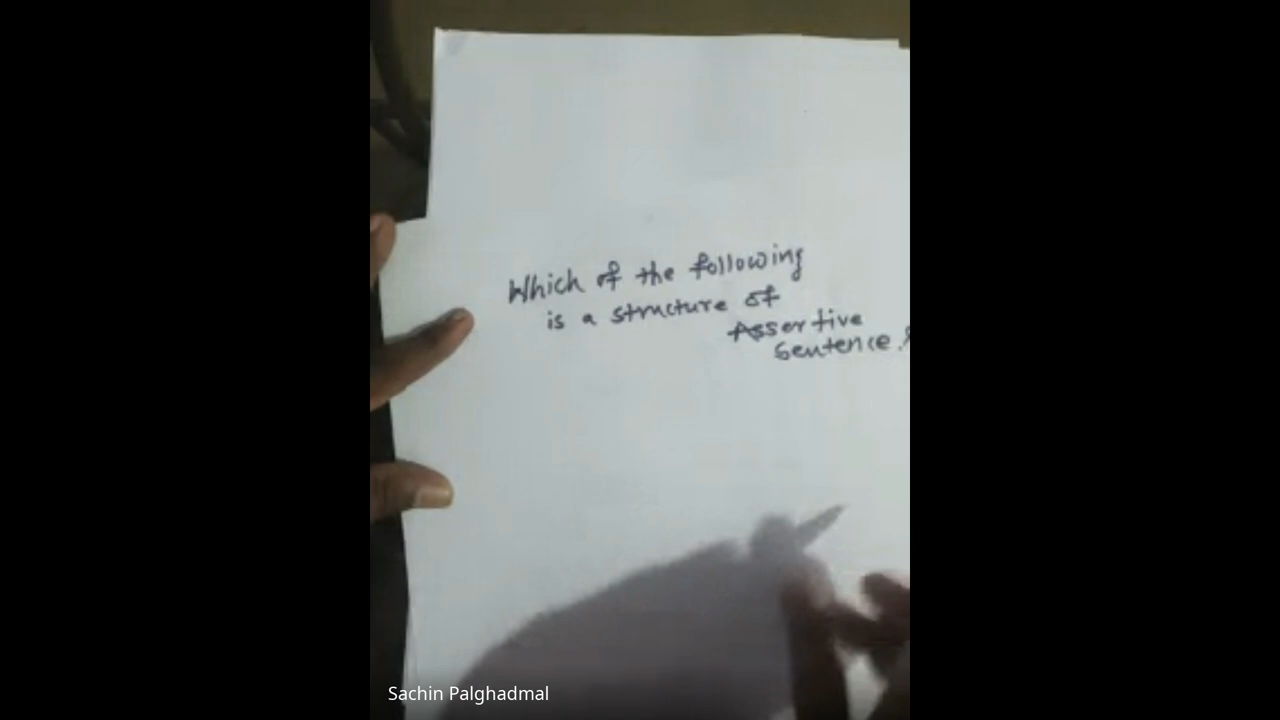 Which of the following
is a structure of
Assertive
Sentence.
Sachin Palghadmal